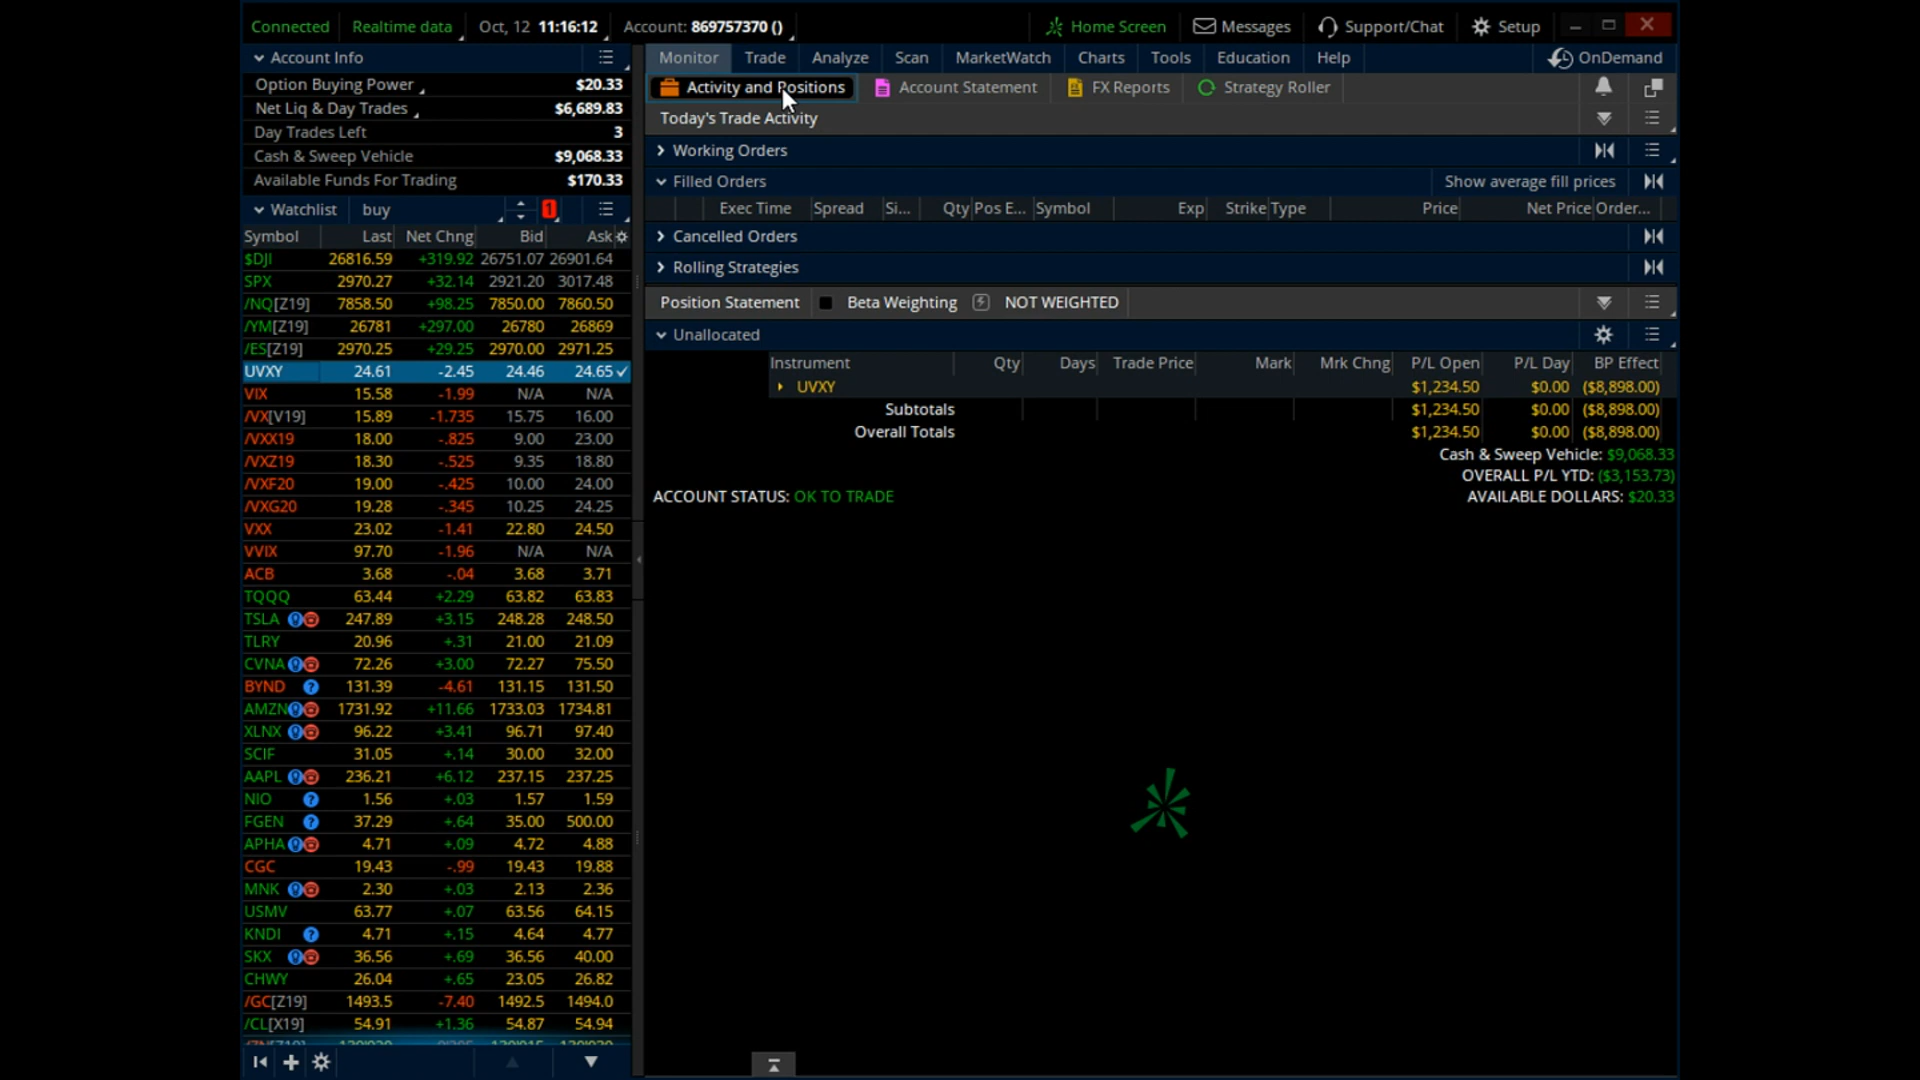 Connected Realtime data Oct, 12 11:16:12 Account: 869757370 () Home Screen Messages Support/Chat Setup
Account Info
Option Buying Power $20.33
Net Liq & Day Trades $6,689.83
Day Trades Left 3
Cash & Sweep Vehicle $9,068.33
Available Funds For Trading $170.33
Watchlist buy 1
Symbol Last Net Chng Bid Ask
$DJI 26816.59 +319.92 26751.07 26901.64
SPX 2970.27 +32.14 2921.20 3017.48
/NQ[Z19] 7858.50 +98.25 7850.00 7860.50
/YM[Z19] 26781 +297.00 26780 26869
/ES[Z19] 2970.25 +29.25 2970.00 2971.25
UVXY 24.61 -2.45 24.46 24.65
VIX 15.58 -1.99 N/A N/A
/VX[V19] 15.89 -1.735 15.75 16.00
/VXX19 18.00 -.825 9.00 23.00
/VXZ19 18.30 -.525 9.35 18.80
/VXF20 19.00 -.425 10.00 24.00
/VXG20 19.28 -.345 10.25 24.25
VXX 23.02 -1.41 22.80 24.50
VVIX 97.70 -1.96 N/A N/A
ACB 3.68 -.04 3.68 3.71
TQQQ 63.44 +2.29 63.82 63.83
TSLA 247.89 +3.15 248.28 248.50
TLRY 20.96 +.31 21.00 21.09
CVNA 72.26 +3.00 72.27 75.50
BYND 131.39 -4.61 131.15 131.50
AMZN 1731.92 +11.66 1733.03 1734.81
XLNX 96.22 +3.41 96.71 97.40
SCIF 31.05 +.14 30.00 32.00
AAPL 236.21 +6.12 237.15 237.25
NIO 1.56 +.03 1.57 1.59
FGEN 37.29 +.64 35.00 500.00
APHA 4.71 +.09 4.72 4.88
CGC 19.43 -.99 19.43 19.88
MNK 2.30 +.03 2.13 2.36
USMV 63.77 +.07 63.56 64.15
KNDI 4.71 +.15 4.64 4.77
SKX 36.56 +.69 36.56 40.00
CHWY 26.04 +.65 23.05 26.82
/GC[Z19] 1493.5 -7.40 1492.5 1494.0
/CL[X19] 54.91 +1.36 54.87 54.94
Monitor Trade Analyze Scan MarketWatch Charts Tools Education Help OnDemand
Activity and Positions Account Statement FX Reports Strategy Roller
Today's Trade Activity
Working Orders
Filled Orders Show average fill prices
Exec Time Spread Si... Qty Pos E... Symbol Exp Strike Type Price Net Price Order...
Cancelled Orders
Rolling Strategies
Position Statement Beta Weighting NOT WEIGHTED
Unallocated
Instrument Qty Days Trade Price Mark Mrk Chng P/L Open P/L Day BP Effect
UVXY $1,234.50 $0.00 ($8,898.00)
Subtotals $1,234.50 $0.00 ($8,898.00)
Overall Totals $1,234.50 $0.00 ($8,898.00)
Cash & Sweep Vehicle: $9,068.33
OVERALL P/L YTD: ($3,153.73)
ACCOUNT STATUS: OK TO TRADE AVAILABLE DOLLARS: $20.33